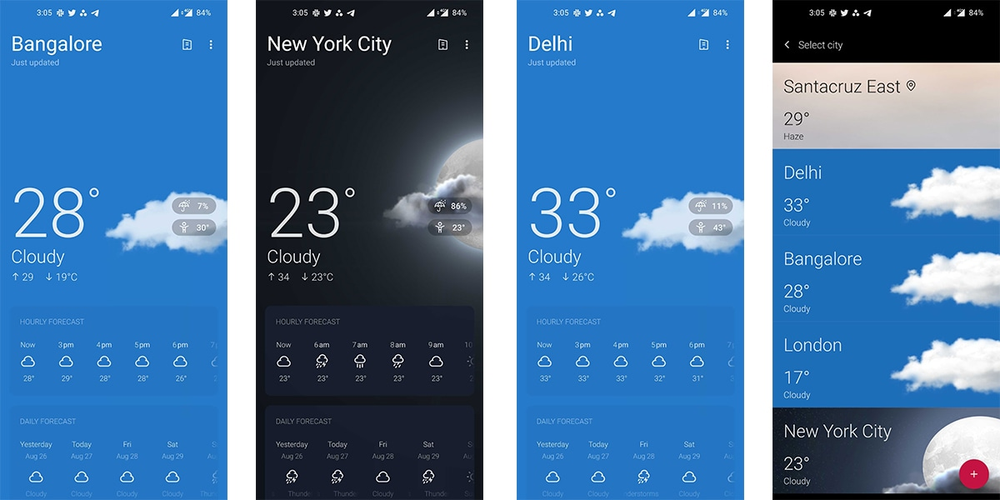 3:05 84%
Bangalore
Just updated
28°
7%
30°
Cloudy
↑ 29 ↓ 19°C
HOURLY FORECAST
Now 3pm 4pm 5pm 6pm
28° 29° 28° 28° 26°
DAILY FORECAST
Yesterday Today Fri Sat
Aug 26 Aug 27 Aug 28 Aug 29
Cloudy Cloudy Cloudy Cloudy
3:05 84%
New York City
Just updated
23°
86%
23°
Cloudy
↑ 34 ↓ 23°C
HOURLY FORECAST
Now 6am 7am 8am 9am 10
23° 23° 23° 23° 23°
DAILY FORECAST
Yesterday Today Fri Sat
Aug 26 Aug 27 Aug 28 Aug 29
Cloudy
3:05 84%
Delhi
Just updated
33°
11%
43°
Cloudy
↑ 34 ↓ 26°C
HOURLY FORECAST
Now 3pm 4pm 5pm 6pm
33° 33° 33° 32° 31°
DAILY FORECAST
Yesterday Today Fri Sat
Aug 26 Aug 27 Aug 28 Aug 29
Cloudy Cloudy nderstorms Cloudy
3:05 84%
Select city
Santacruz East
29°
Haze
Delhi
33°
Cloudy
Bangalore
28°
Cloudy
London
17°
Cloudy
New York City
23°
Cloudy
+